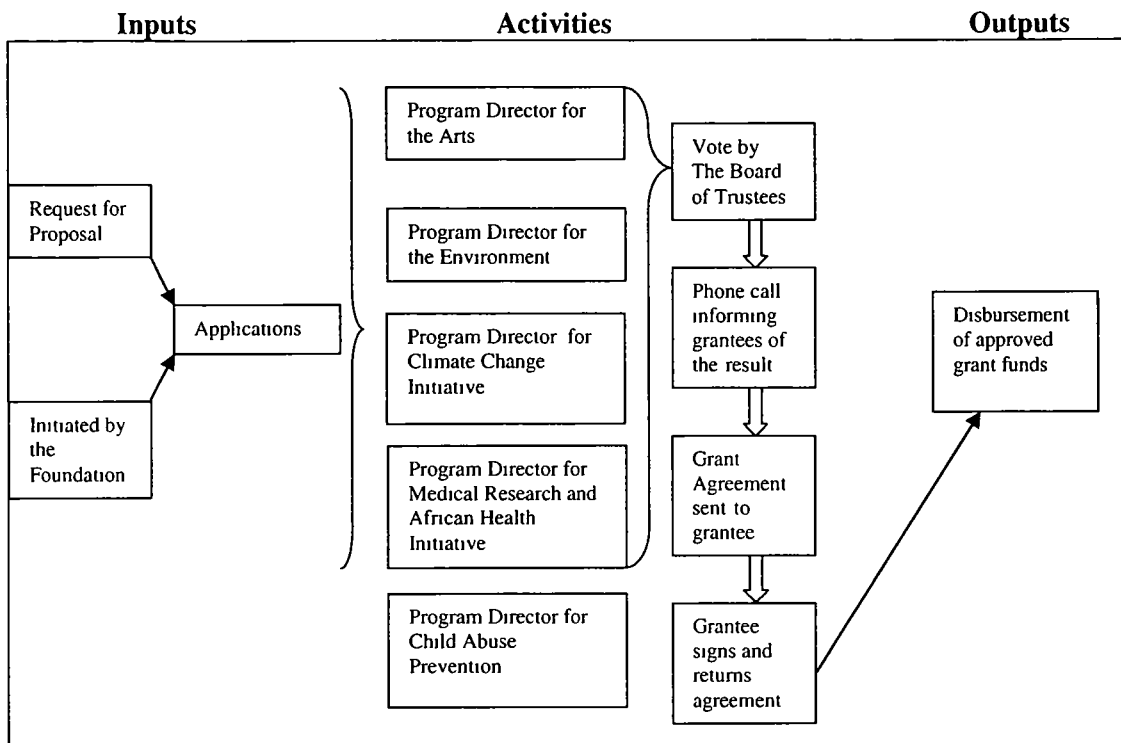 Inputs
Activities
Outputs
Request for
Proposal
Initiated by
the
Foundation
Applications
Program Director for
the Arts
Program Director for
the Environment
Program Director for
Climate Change
Initiative
Program Director for
Medical Research and
African Health
Initiative
Program Director for
Child Abuse
Prevention
Vote by
The Board
of Trustees
Phone call
informing
grantees of
the result
Grant
Agreement
sent to
grantee
Grantee
signs and
returns
agreement
Disbursement
of approved
grant funds